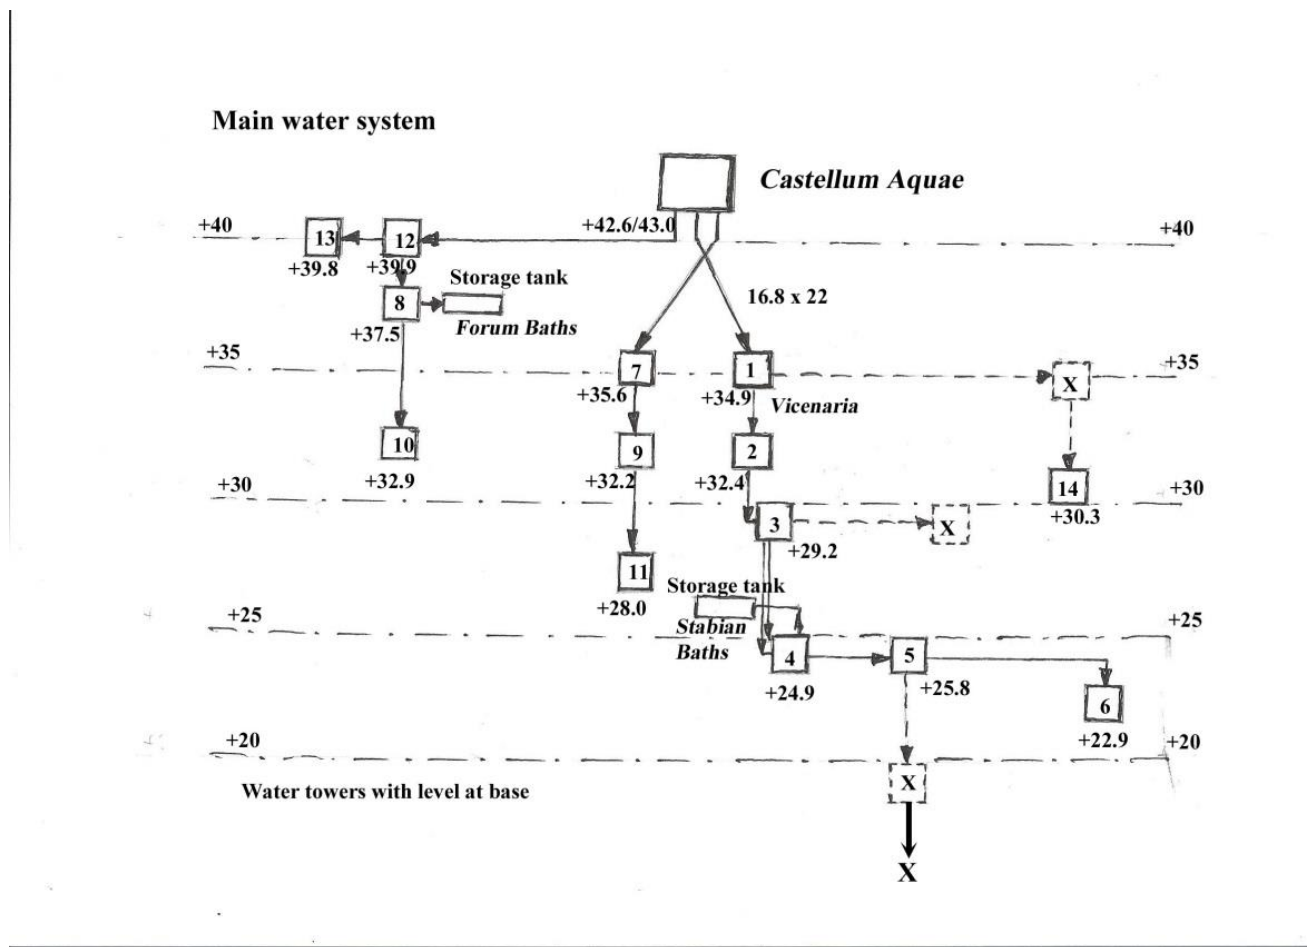 Main water system
Castellum Aquae
+40
+42.6/43.0
+40
13
12
+39.8
+39.9
Storage tank
8
16.8 x 22
+37.5
Forum Baths
+35
+35
7
1
X
+35.6
+34.9
Vicenaria
10
9
2
+32.9
+32.2
+32.4
+30
14
+30
+30.3
3
X
+29.2
11
Storage tank
+28.0
+25
Stabian
+25
Baths
4
5
+24.9
+25.8
6
+20
+22.9
+20
Water towers with level at base
X
X